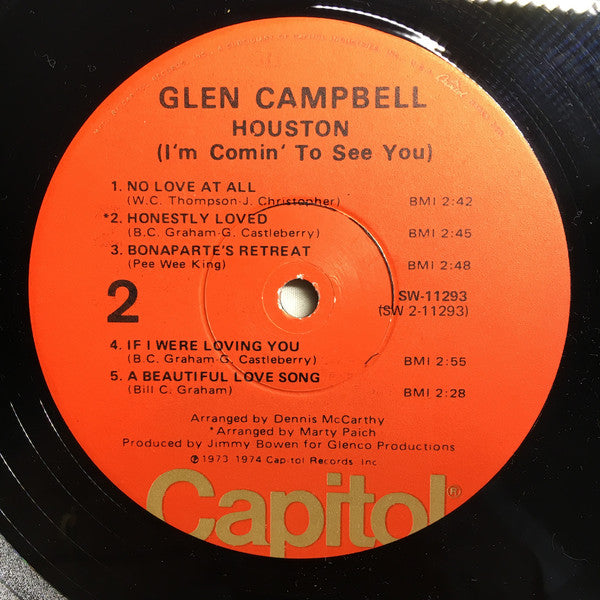 GLEN CAMPBELL
HOUSTON
(I'm Comin' To See You)
1. NO LOVE AT ALL
(W.C. Thompson-J. Christopher) BMI 2:42
*2. HONESTLY LOVED
(B.C. Graham-G. Castleberry) BMI 2:45
3. BONAPARTE'S RETREAT
(Pee Wee King) BMI 2:48
2
SW-11293
(SW 2-11293)
4. IF I WERE LOVING YOU
(B.C. Graham-G. Castleberry) BMI 2:55
5. A BEAUTIFUL LOVE SONG
(Bill C. Graham) BMI 2:28
Arranged by Dennis McCarthy
*Arranged by Marty Paich
Produced by Jimmy Bowen for Glenco Productions
℗ 1973 1974 Capitol Records Inc
Capitol®